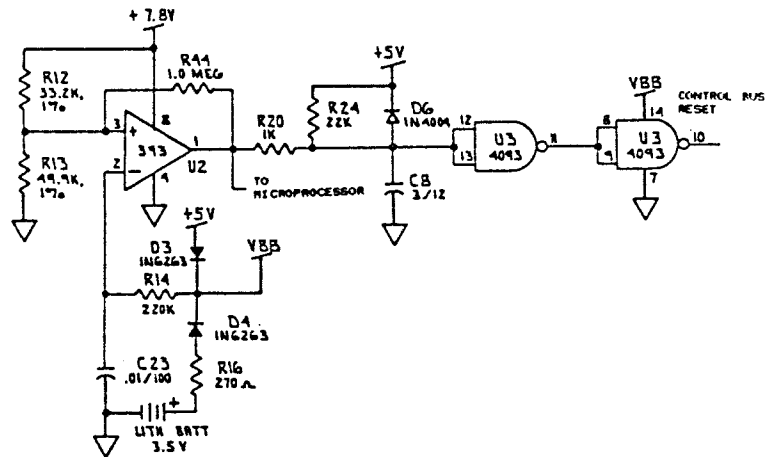 + 7.8V
R12
33.2K,
1%
R13
49.9K,
1%
R44
1.0 MEG
3
+
8
2
-
393
1
4
U2
R20
1K
TO
MICROPROCESSOR
+5V
R24
22K
D6
1N4004
C8
3/12
12
13
U3
4093
11
VBB
14
8
9
U3
4093
10
7
CONTROL BUS
RESET
+5V
D3
1N6263
VBB
R14
220K
D4
1N6263
R16
270Ω
C23
.01/100
+
LITH BATT
3.5V